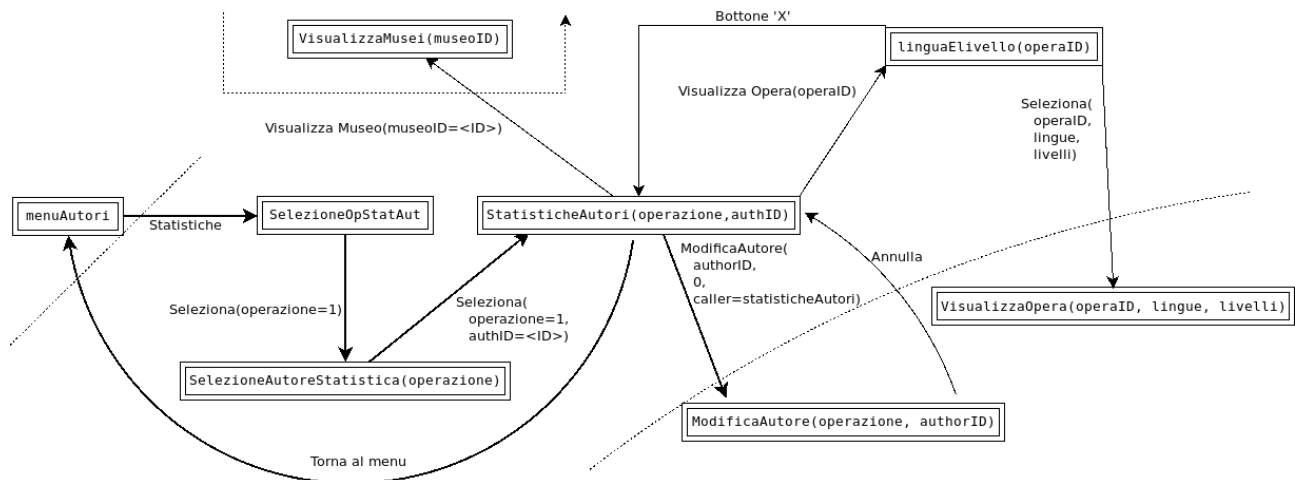 Bottone 'X'
VisualizzaMusei(museoID)
linguaElivello(operaID)
Visualizza Opera(operaID)
Seleziona(
operaID,
lingue,
livelli)
Visualizza Museo(museoID=<ID>)
menuAutori
Statistiche
SelezioneOpStatAut
StatisticheAutori(operazione,authID)
ModificaAutore(
authorID,
0,
caller=statisticheAutori)
Annulla
Seleziona(operazione=1)
Seleziona(
operazione=1,
authID=<ID>)
VisualizzaOpera(operaID, lingue, livelli)
SelezioneAutoreStatistica(operazione)
ModificaAutore(operazione, authorID)
Torna al menu